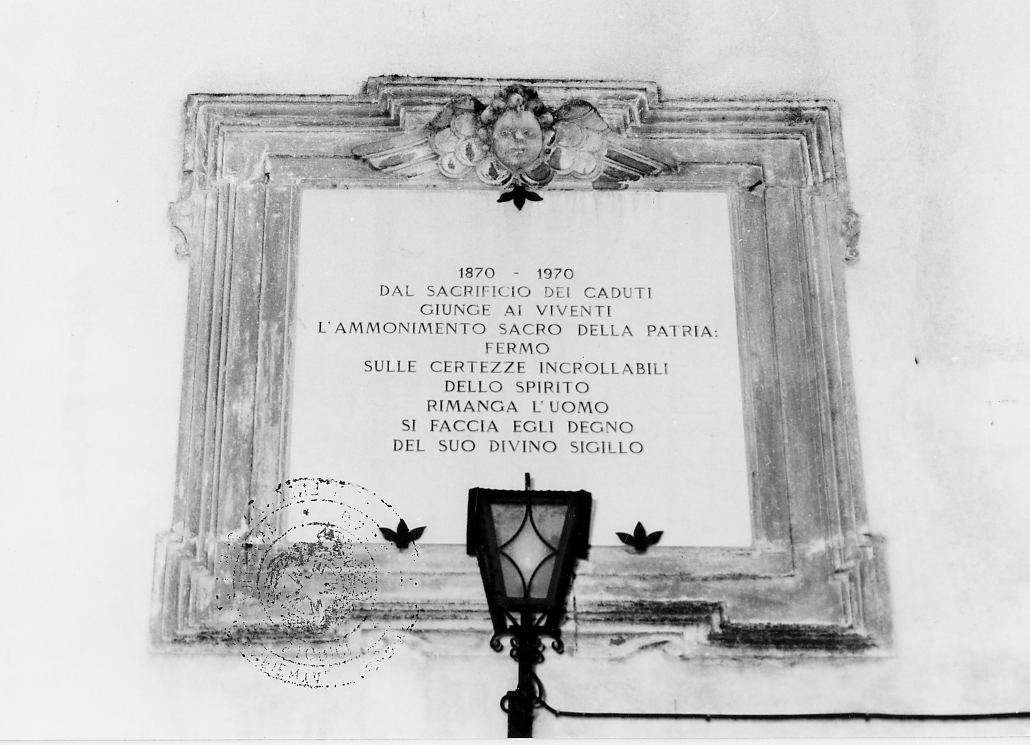 1870 - 1970
DAL SACRIFICIO DEI CADUTI
GIUNGE AI VIVENTI
L'AMMONIMENTO SACRO DELLA PATRIA:
FERMO
SULLE CERTEZZE INCROLLABILI
DELLO SPIRITO
RIMANGA L'UOMO
SI FACCIA EGLI DEGNO
DEL SUO DIVINO SIGILLO